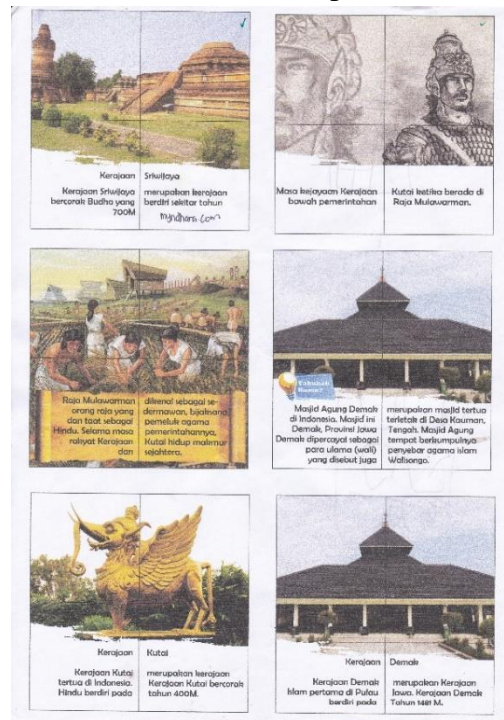 Kerajaan Sriwijaya
Kerajaan Sriwijaya merupakan kerajaan
bercorak Budha yang berdiri sekitar tahun
700M
Masa kejayaan Kerajaan Kutai ketika berada di
bawah pemerintahan Raja Mulawarman.
Raja Mulawarman dikenal sebagai se-
orang raja yang dermawan, bijaksana,
dan taat sebagai pemeluk agama
Hindu. Selama masa pemerintahannya,
rakyat Kerajaan Kutai hidup makmur
dan sejahtera.
Masjid Agung Demak merupakan masjid tertua
di Indonesia. Masjid ini terletak di Desa Kauman,
Demak, Provinsi Jawa Tengah. Masjid Agung
Demak dipercayai sebagai tempat berkumpulnya
para ulama (wali) penyebar agama islam
yang disebut juga Walisongo.
Kerajaan Kutai
Kerajaan Kutai merupakan kerajaan
tertua di Indonesia. Kerajaan Kutai bercorak
Hindu berdiri pada tahun 400M.
Kerajaan Demak
Kerajaan Demak merupakan Kerajaan
Islam pertama di Pulau Jawa. Kerajaan Demak
berdiri pada Tahun 1481 M.